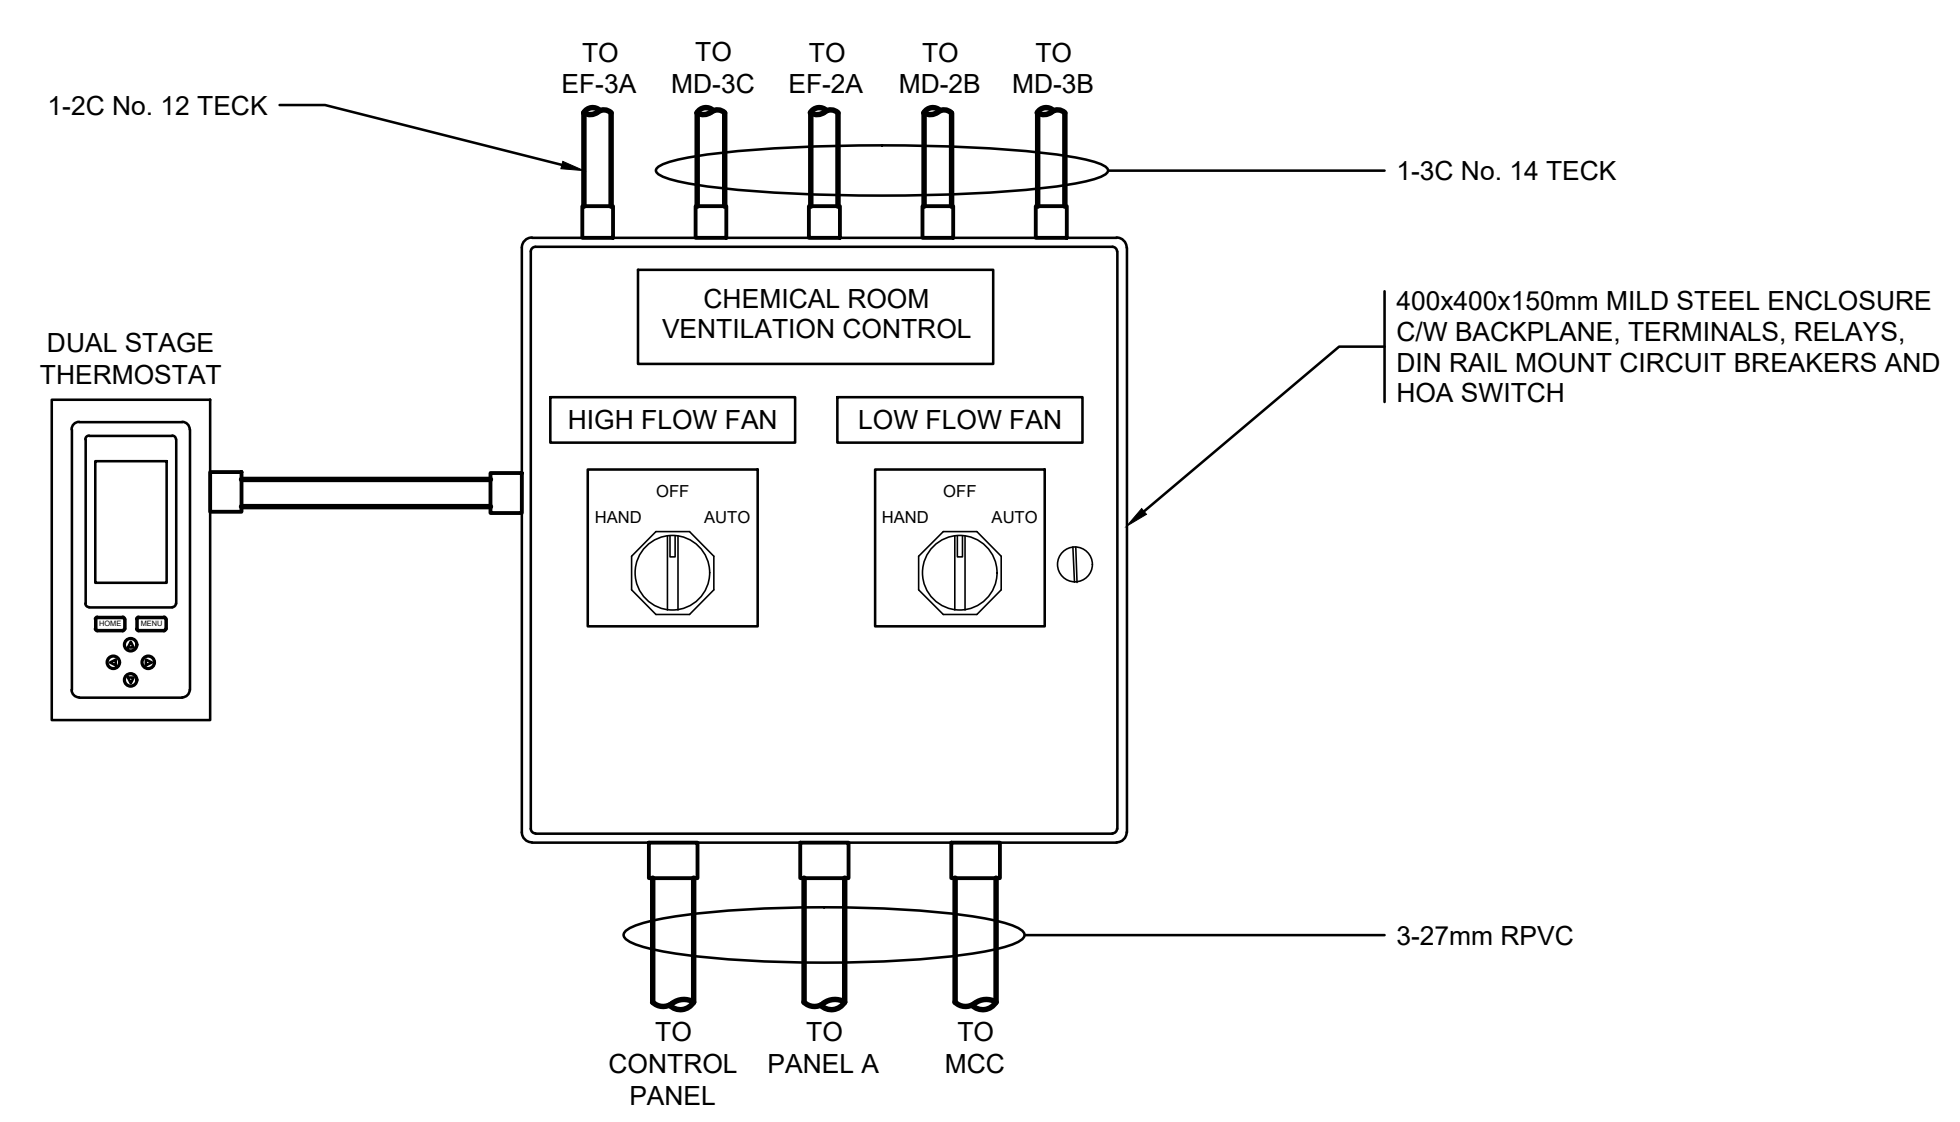 TO
EF-3A
TO
MD-3C
TO
EF-2A
TO
MD-2B
TO
MD-3B
1-2C No. 12 TECK
1-3C No. 14 TECK
CHEMICAL ROOM
VENTILATION CONTROL
400x400x150mm MILD STEEL ENCLOSURE
C/W BACKPLANE, TERMINALS, RELAYS,
DIN RAIL MOUNT CIRCUIT BREAKERS AND
HOA SWITCH
DUAL STAGE
THERMOSTAT
HOME
MENU
HIGH FLOW FAN
OFF
HAND
AUTO
LOW FLOW FAN
OFF
HAND
AUTO
3-27mm RPVC
TO
CONTROL
PANEL
TO
PANEL A
TO
MCC